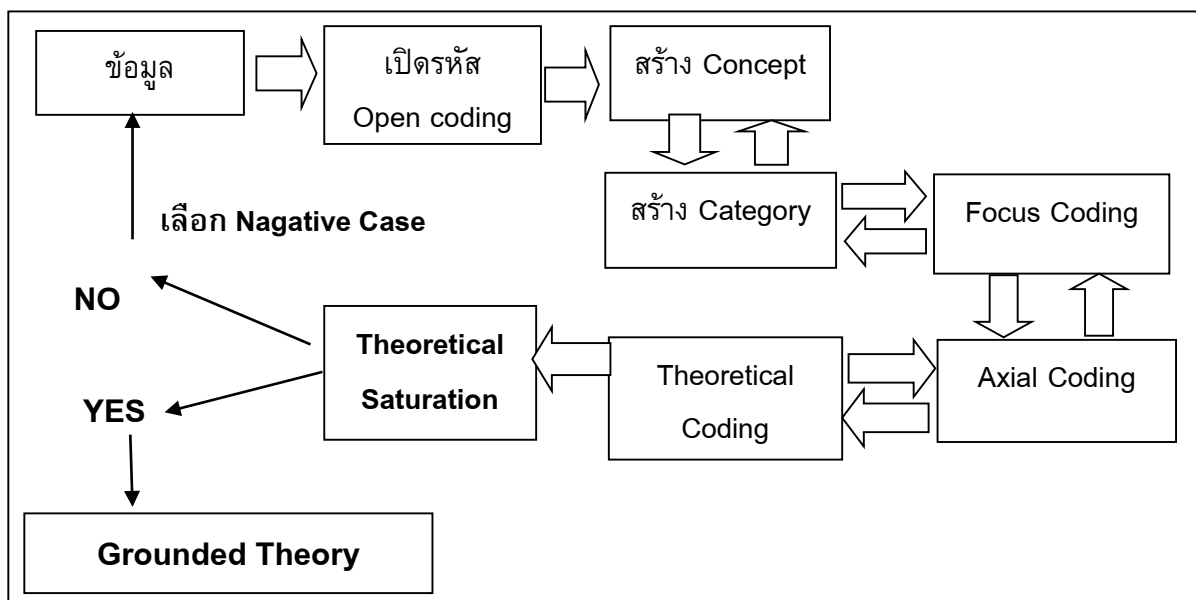 ข้อมูล
เปิดรหัส
Open coding
สร้าง Concept
สร้าง Category
Focus Coding
เลือก Nagative Case
NO
YES
Theoretical
Saturation
Theoretical
Coding
Axial Coding
Grounded Theory